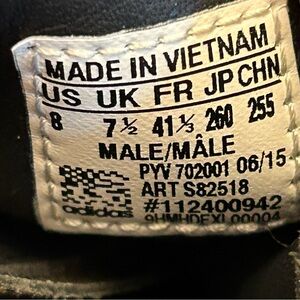 MADE IN VIETNAM
US UK FR JP CHN
8 7½ 41⅓ 260 255
MALE/MÂLE
PYV 702001 06/15
ART S82518
#112400942
adidas 9HMHDFXL00004